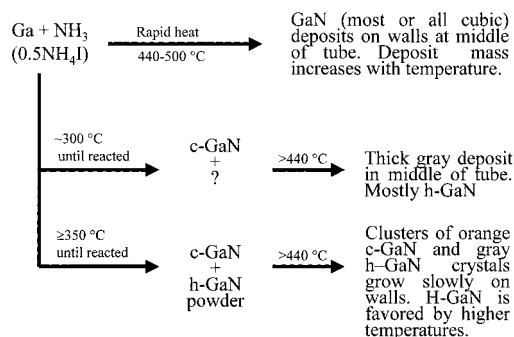 Ga + NH₃
(0.5NH₄I)
Rapid heat
440-500 °C
GaN (most or all cubic)
deposits on walls at middle
of tube. Deposit mass
increases with temperature.
~300 °C
until reacted
c-GaN
+
?
>440 °C
Thick gray deposit
in middle of tube.
Mostly h-GaN
≥350 °C
until reacted
c-GaN
+
h-GaN
powder
>440 °C
Clusters of orange
c-GaN and gray
h-GaN crystals
grow slowly on
walls. H-GaN is
favored by higher
temperatures.